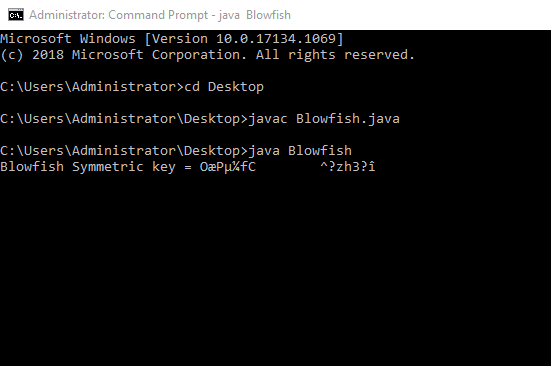 Administrator: Command Prompt - java  Blowfish
Microsoft Windows [Version 10.0.17134.1069]
(c) 2018 Microsoft Corporation. All rights reserved.
C:\Users\Administrator>cd Desktop
C:\Users\Administrator\Desktop>javac Blowfish.java
C:\Users\Administrator\Desktop>java Blowfish
Blowfish Symmetric key = OæPµ¼fC        ^?zh3?î